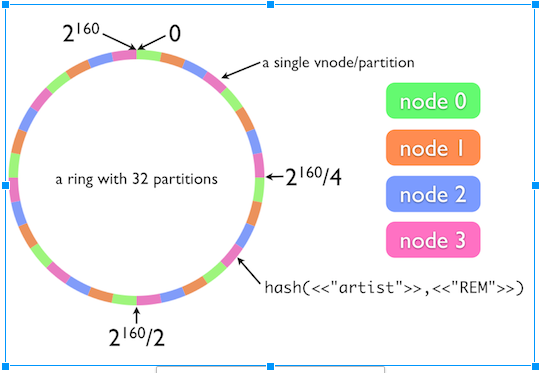 2¹⁶⁰
0
a single vnode/partition
node 0
node 1
a ring with 32 partitions
2¹⁶⁰/4
node 2
node 3
hash(<<"artist">>,<<"REM">>)
2¹⁶⁰/2